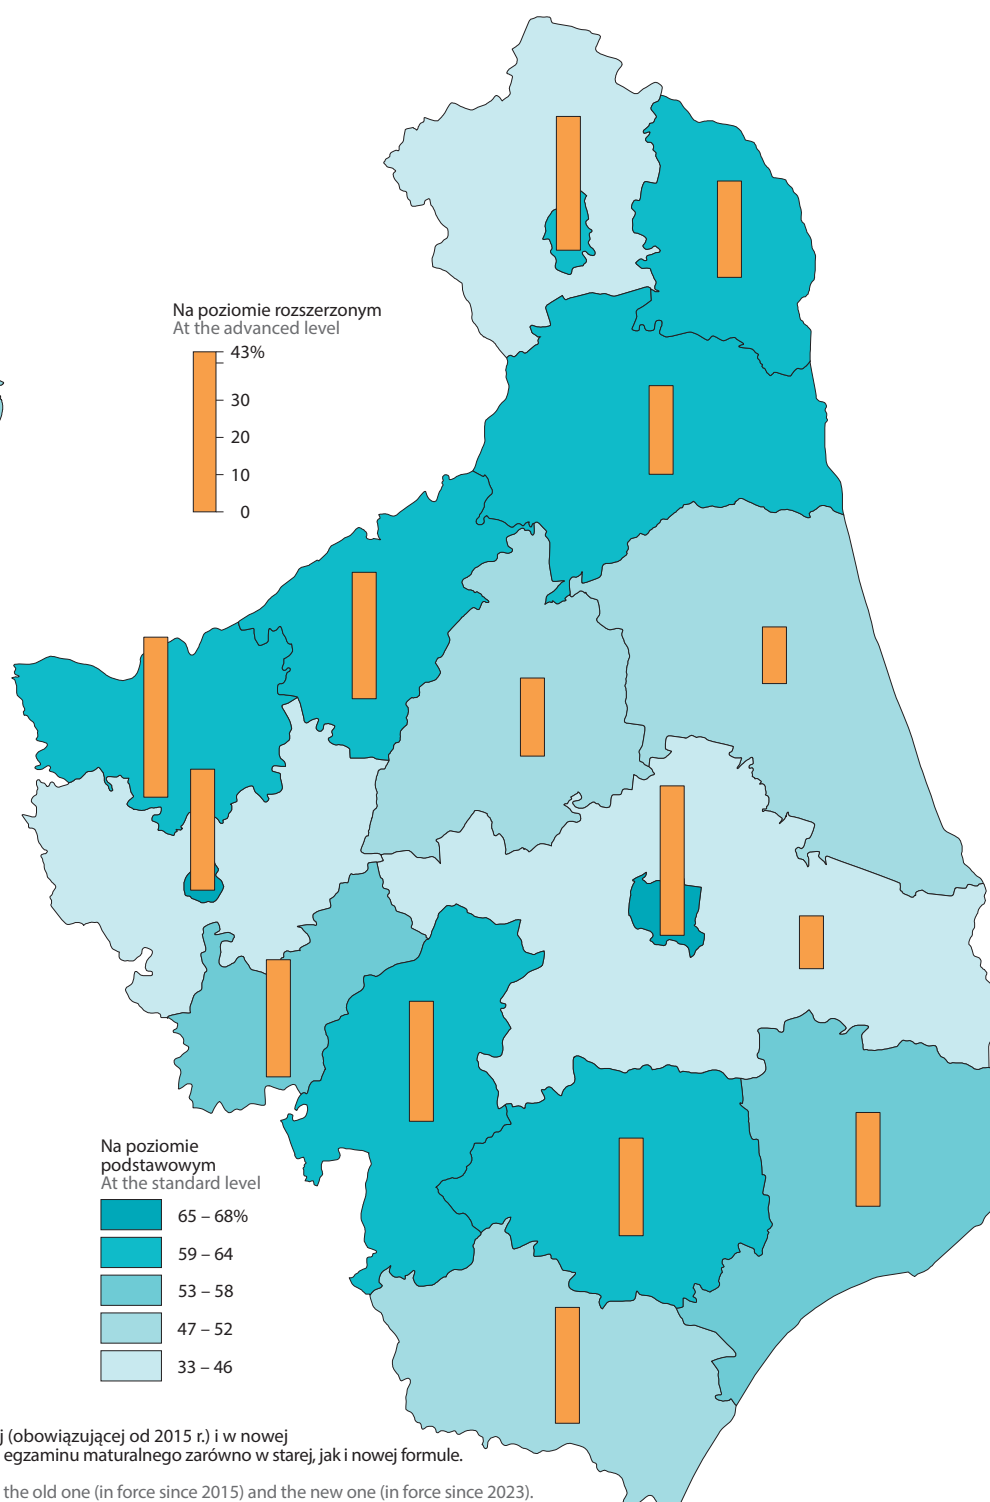 Na poziomie rozszerzonym
At the advanced level
43%
30
20
10
0
Na poziomie
podstawowym
At the standard level
65 – 68%
59 – 64
53 – 58
47 – 52
33 – 46
j (obowiązującej od 2015 r.) i w nowej
egzaminu maturalnego zarówno w starej, jak i nowej formule.
the old one (in force since 2015) and the new one (in force since 2023).